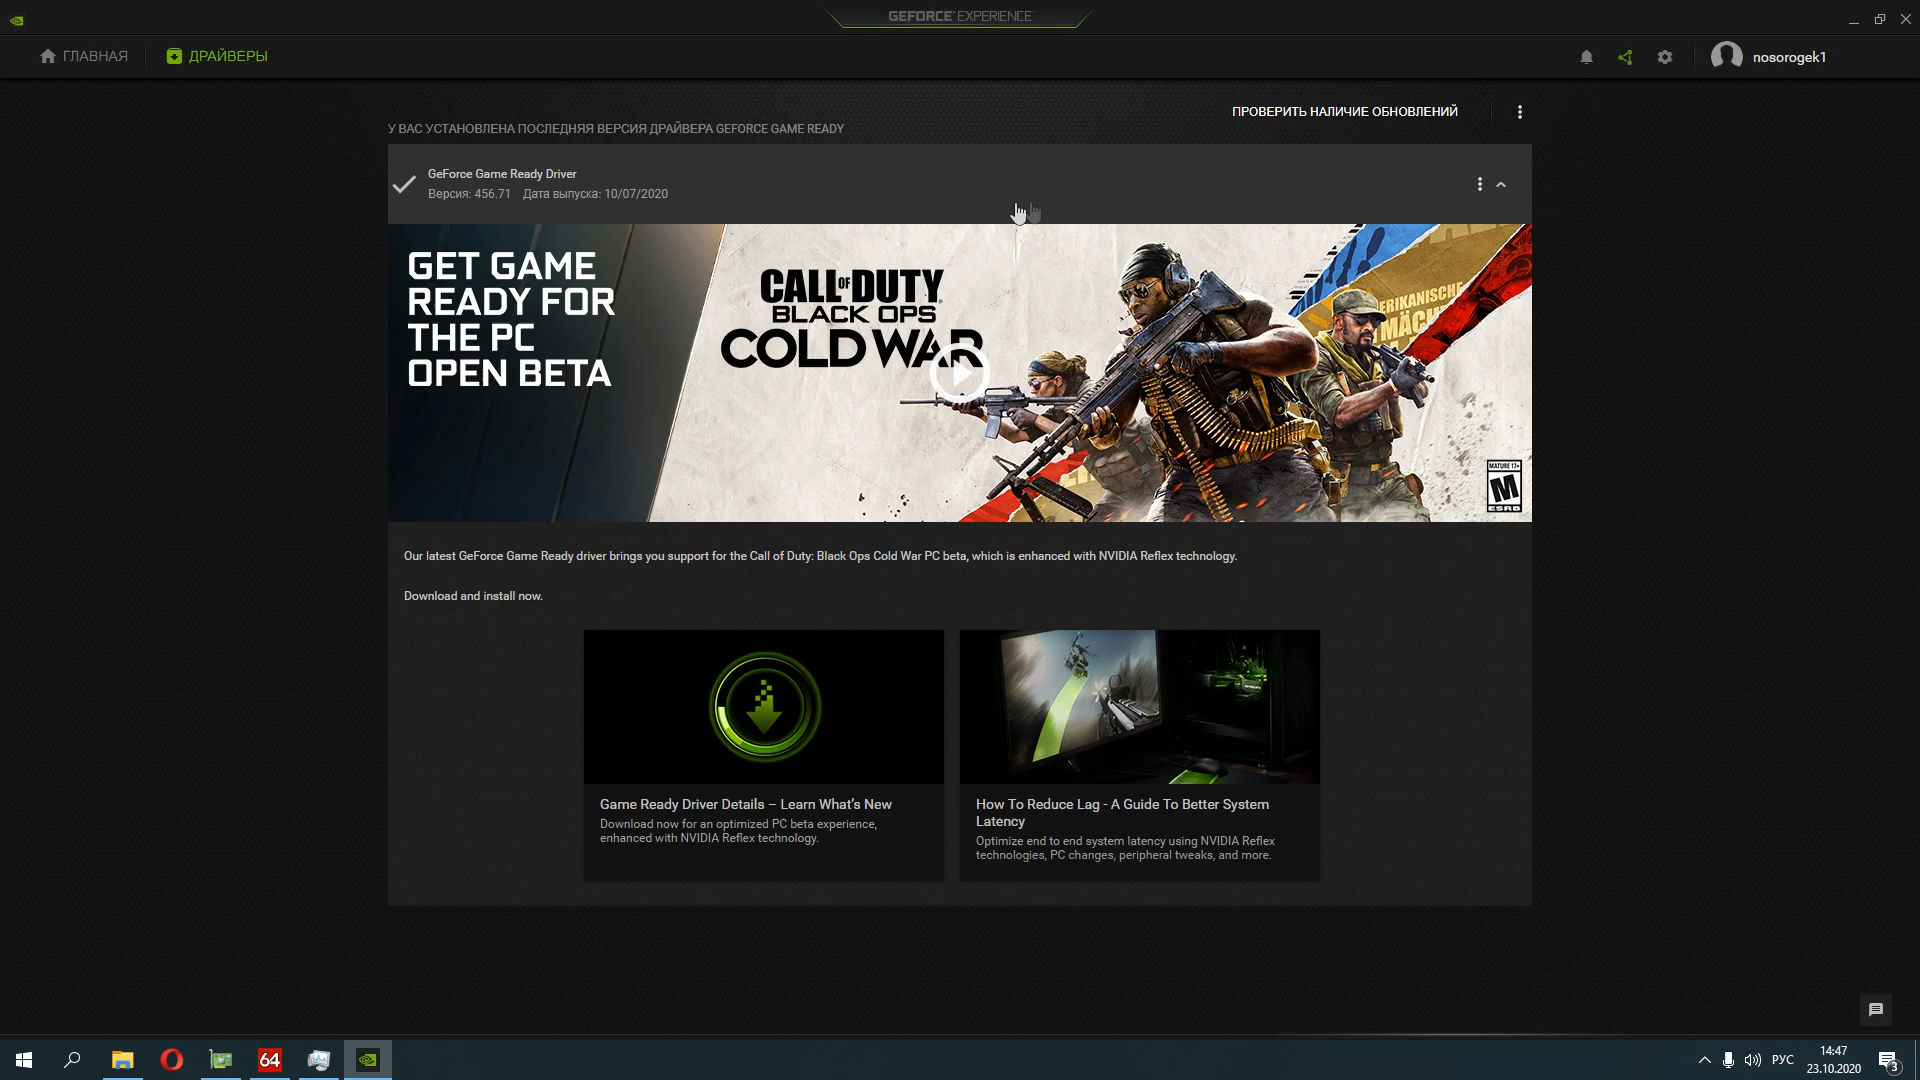 GEFORCE EXPERIENCE
ГЛАВНАЯ
ДРАЙВЕРЫ
nosorogek1
ПРОВЕРИТЬ НАЛИЧИЕ ОБНОВЛЕНИЙ
У ВАС УСТАНОВЛЕНА ПОСЛЕДНЯЯ ВЕРСИЯ ДРАЙВЕРА GEFORCE GAME READY
GeForce Game Ready Driver
Версия: 456.71 Дата выпуска: 10/07/2020
GET GAME
READY FOR
THE PC
OPEN BETA
CALL OF DUTY
BLACK OPS
COLD WAR
ERIKANISCHE
MÄCH
MATURE 17+
M
ESRB
Our latest GeForce Game Ready driver brings you support for the Call of Duty: Black Ops Cold War PC beta, which is enhanced with NVIDIA Reflex technology.
Download and install now.
Game Ready Driver Details – Learn What's New
Download now for an optimized PC beta experience,
enhanced with NVIDIA Reflex technology.
How To Reduce Lag - A Guide To Better System
Latency
Optimize end to end system latency using NVIDIA Reflex
technologies, PC changes, peripheral tweaks, and more.
64
РУС
14:47
23.10.2020
3